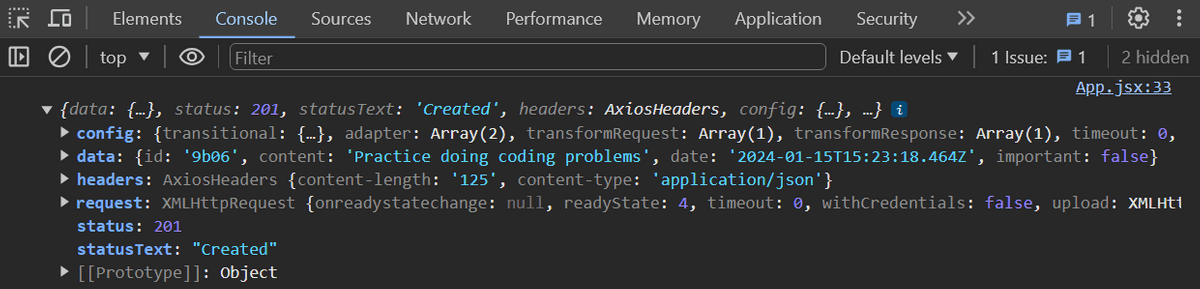 Elements Console Sources Network Performance Memory Application Security 1
top Filter Default levels 1 Issue: 1 2 hidden
App.jsx:33
{data: {…}, status: 201, statusText: 'Created', headers: AxiosHeaders, config: {…}, …} i
config: {transitional: {…}, adapter: Array(2), transformRequest: Array(1), transformResponse: Array(1), timeout: 0,
data: {id: '9b06', content: 'Practice doing coding problems', date: '2024-01-15T15:23:18.464Z', important: false}
headers: AxiosHeaders {content-length: '125', content-type: 'application/json'}
request: XMLHttpRequest {onreadystatechange: null, readyState: 4, timeout: 0, withCredentials: false, upload: XMLHtt
status: 201
statusText: "Created"
[[Prototype]]: Object